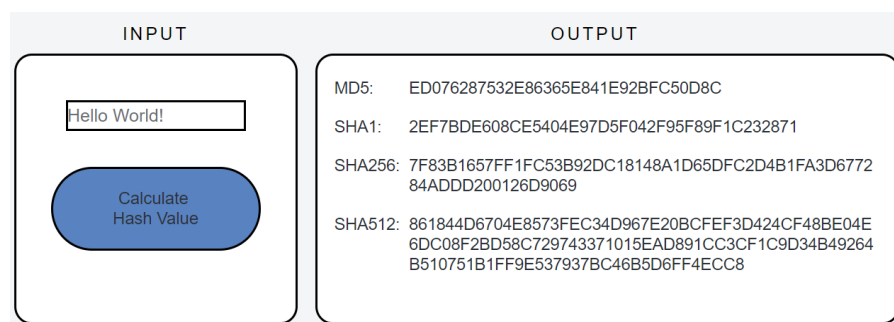 INPUT
OUTPUT
Hello World!
Calculate
Hash Value
MD5: ED076287532E86365E841E92BFC50D8C
SHA1: 2EF7BDE608CE5404E97D5F042F95F89F1C232871
SHA256: 7F83B1657FF1FC53B92DC18148A1D65DFC2D4B1FA3D6772
84ADDD200126D9069
SHA512: 861844D6704E8573FEC34D967E20BCFEF3D424CF48BE04E
6DC08F2BD58C729743371015EAD891CC3CF1C9D34B49264
B510751B1FF9E537937BC46B5D6FF4ECC8